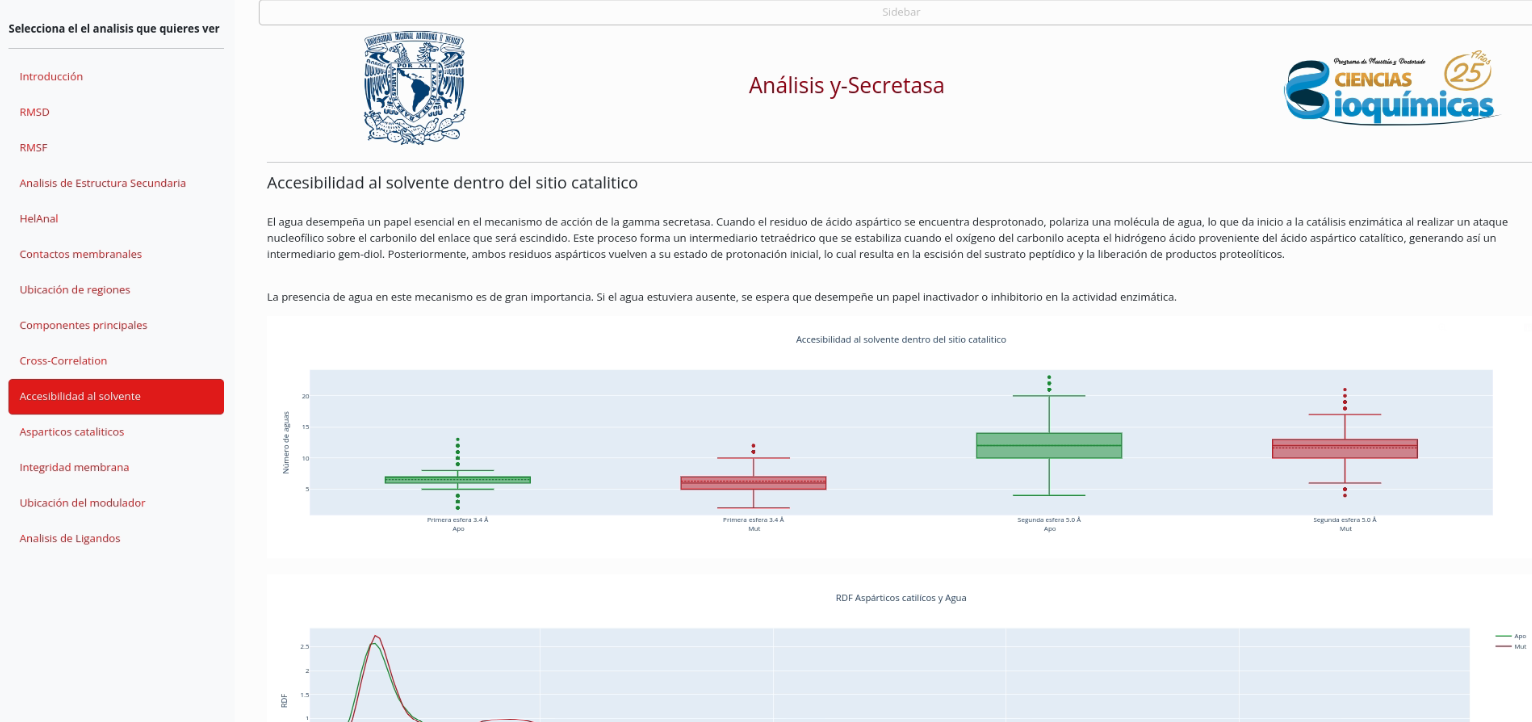 Sidebar
Selecciona el el analisis que quieres ver
Introducción
RMSD
RMSF
Analisis de Estructura Secundaria
HelAnal
Contactos membranales
Ubicación de regiones
Componentes principales
Cross-Correlation
Accesibilidad al solvente
Asparticos cataliticos
Integridad membrana
Ubicación del modulador
Analisis de Ligandos
POR MI
Análisis y-Secretasa
Programa de Maestría y Doctorado
CIENCIAS
Bioquímicas
25 Años
Accesibilidad al solvente dentro del sitio catalitico
El agua desempeña un papel esencial en el mecanismo de acción de la gamma secretasa. Cuando el residuo de ácido aspártico se encuentra desprotonado, polariza una molécula de agua, lo que da inicio a la catálisis enzimática al realizar un ataque
nucleofílico sobre el carbonilo del enlace que será escindido. Este proceso forma un intermediario tetraédrico que se estabiliza cuando el oxígeno del carbonilo acepta el hidrógeno ácido proveniente del ácido aspártico catalítico, generando así un
intermediario gem-diol. Posteriormente, ambos residuos aspárticos vuelven a su estado de protonación inicial, lo cual resulta en la escisión del sustrato peptídico y la liberación de productos proteolíticos.
La presencia de agua en este mecanismo es de gran importancia. Si el agua estuviera ausente, se espera que desempeñe un papel inactivador o inhibitorio en la actividad enzimática.
Accesibilidad al solvente dentro del sitio catalitico
Número de aguas
20
15
10
5
Primera esfera 3.4 Å
Apo
Primera esfera 3.4 Å
Mut
Segunda esfera 5.0 Å
Apo
Segunda esfera 5.0 Å
Mut
RDF Aspárticos catilicos y Agua
RDF
2.5
2
1.5
1
Apo
Mut